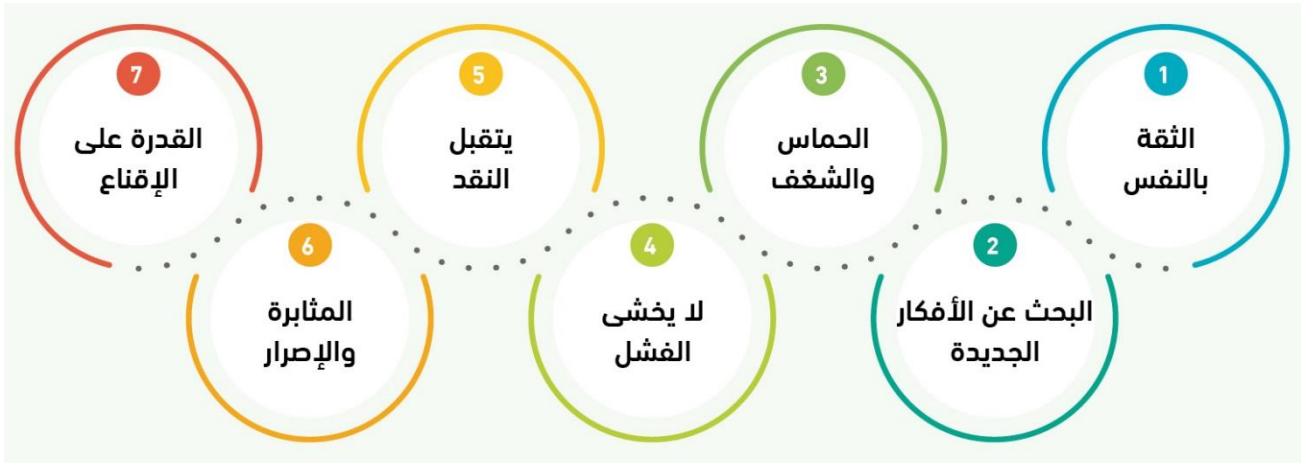 1
الثقة
بالنفس
2
البحث عن الأفكار
الجديدة
3
الحماس
والشغف
4
لا يخشى
الفشل
5
يتقبل
النقد
6
المثابرة
والإصرار
7
القدرة على
الإقناع